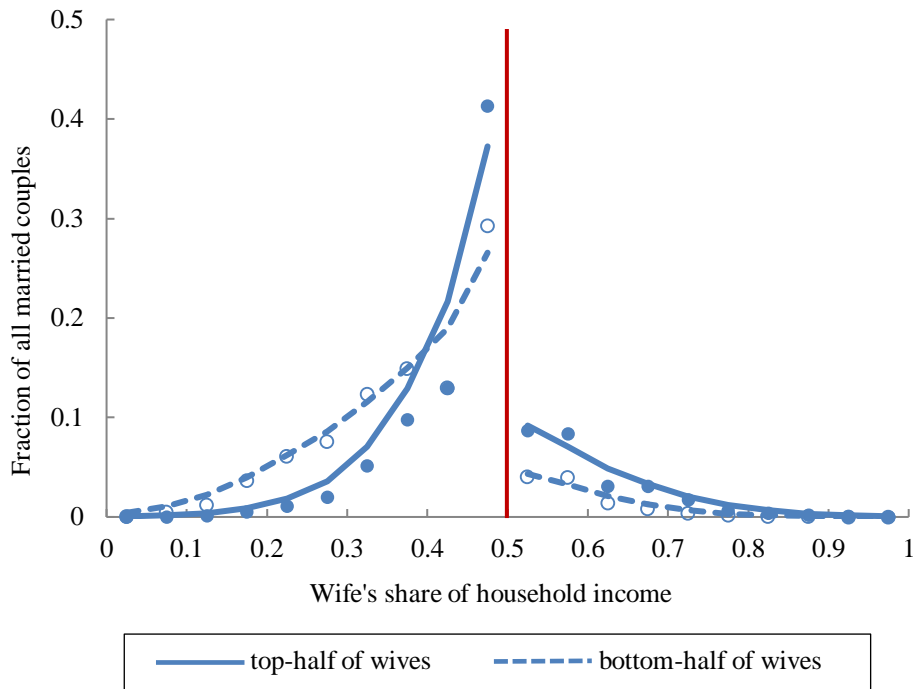 0.5
0.4
0.3
0.2
0.1
0
Fraction of all married couples
0 0.1 0.2 0.3 0.4 0.5 0.6 0.7 0.8 0.9 1
Wife's share of household income
top-half of wives bottom-half of wives